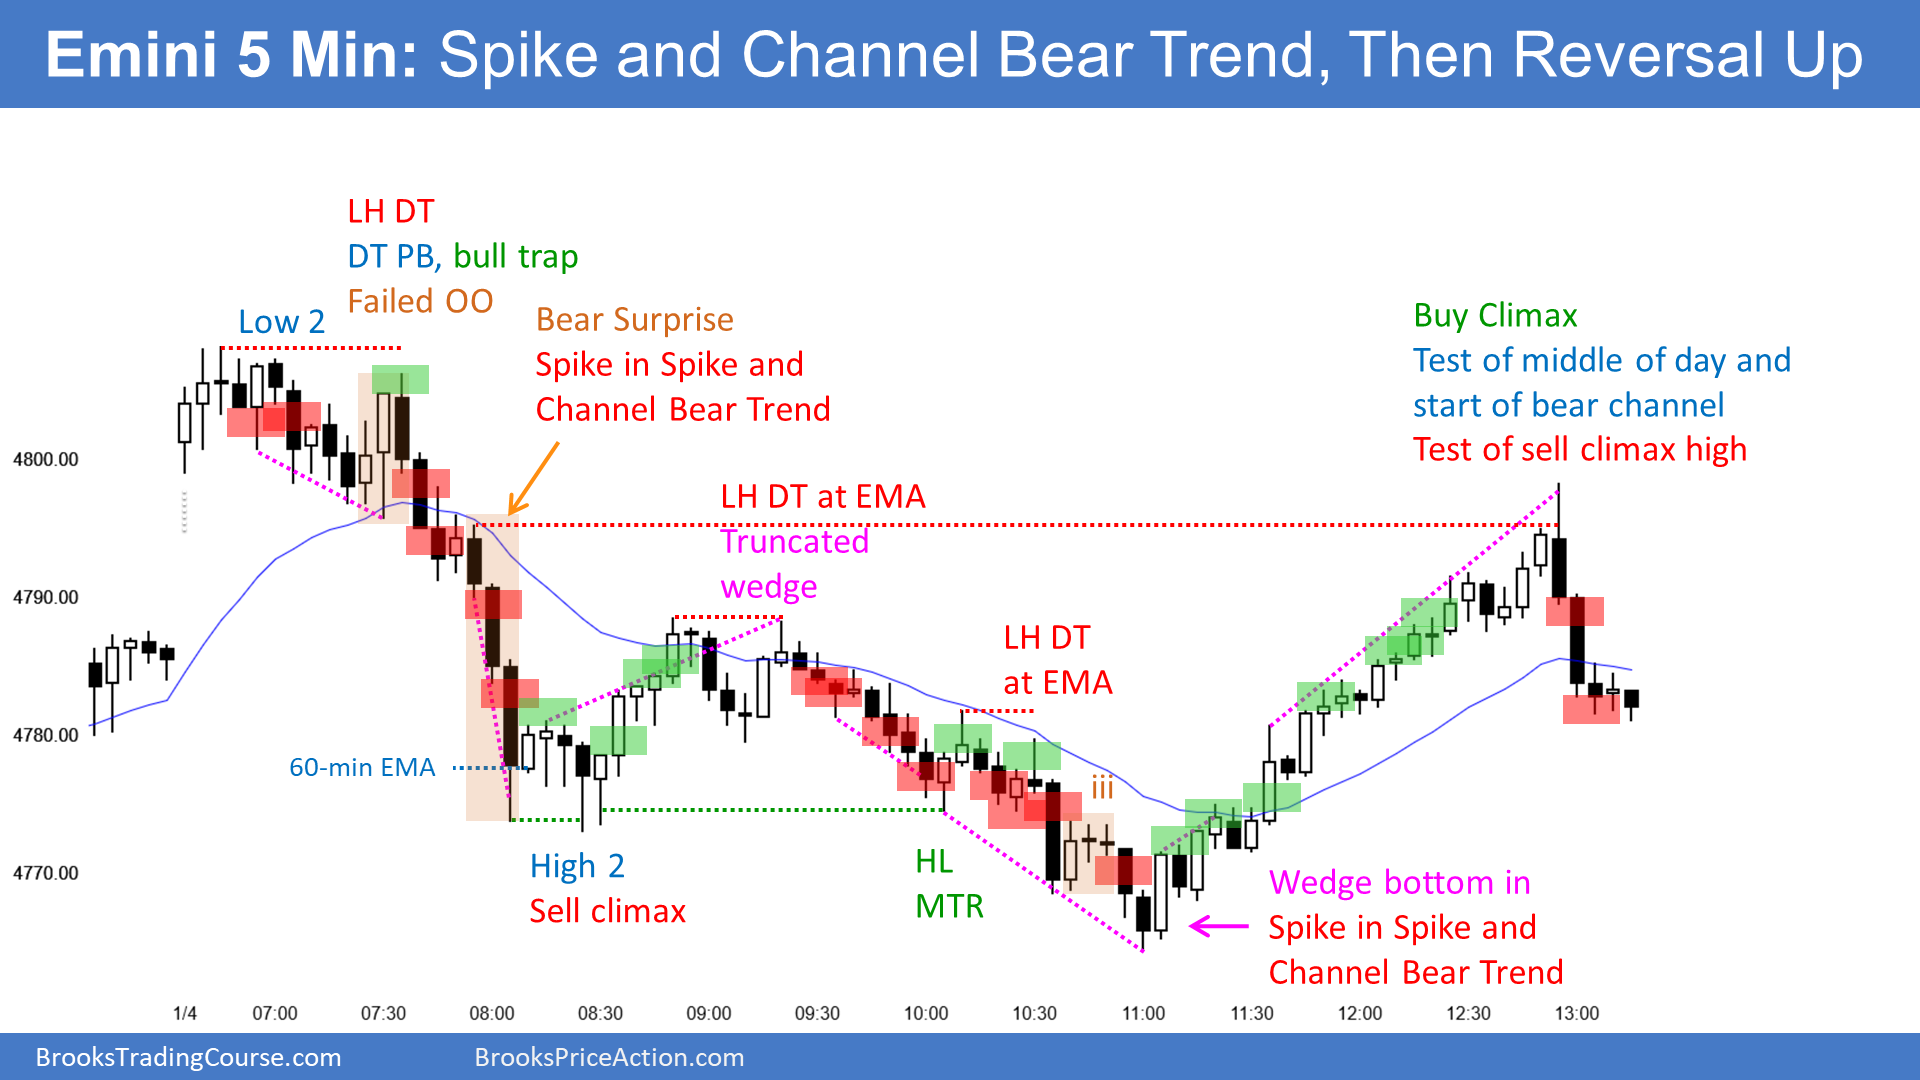 Emini 5 Min: Spike and Channel Bear Trend, Then Reversal Up
LH DT
DT PB, bull trap
Failed OO
Low 2
Bear Surprise
Spike in Spike and
Channel Bear Trend
Buy Climax
Test of middle of day and
start of bear channel
Test of sell climax high
LH DT at EMA
Truncated
wedge
LH DT
at EMA
iii
60-min EMA
High 2
Sell climax
HL
MTR
Wedge bottom in
Spike in Spike and
Channel Bear Trend
4800.00
4790.00
4780.00
4770.00
1/4 07:00 07:30 08:00 08:30 09:00 09:30 10:00 10:30 11:00 11:30 12:00 12:30 13:00
BrooksTradingCourse.com BrooksPriceAction.com